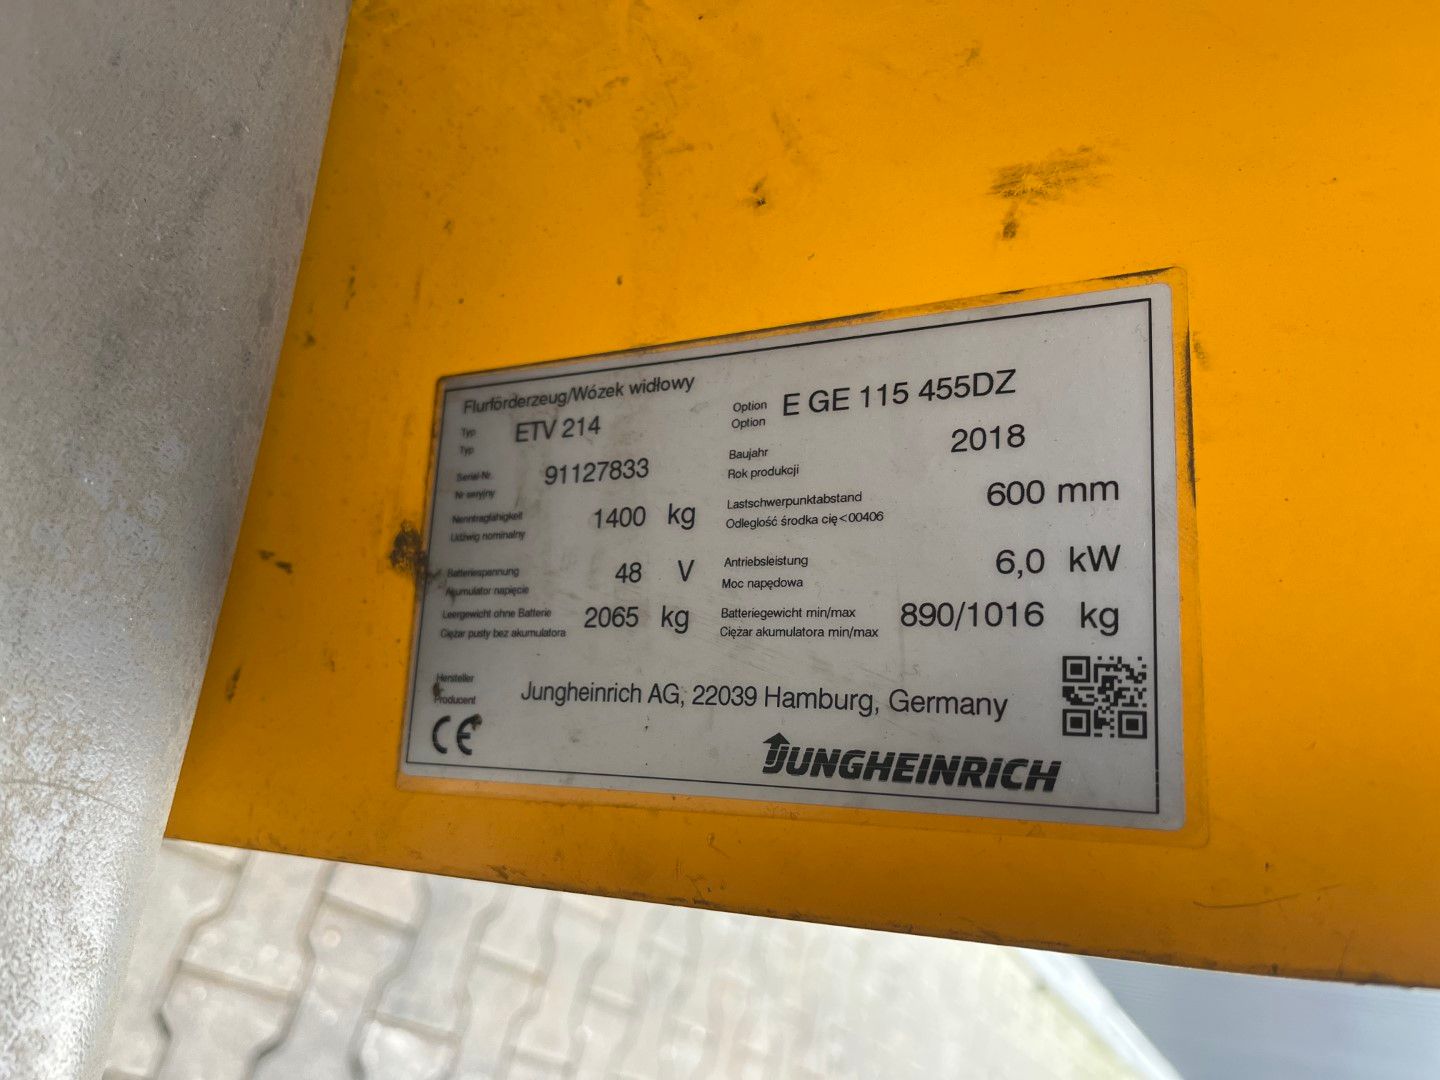 Flurförderzeug/Wózek widłowy
Typ
Typ
ETV 214
Option
Option
E GE 115 455DZ
Serial-Nr.
Nr seryjny
91127833
Baujahr
Rok produkcji
2018
Nenntragfähigkeit
Udźwig nominalny
1400 kg
Lastschwerpunktabstand
Odległość środka cię<00406
600 mm
Batteriespannung
Akumulator napięcie
48 V
Antriebsleistung
Moc napędowa
6,0 kW
Leergewicht ohne Batterie
Ciężar pusty bez akumulatora
2065 kg
Batteriegewicht min/max
Ciężar akumulatora min/max
890/1016 kg
Hersteller
Producent
Jungheinrich AG, 22039 Hamburg, Germany
CE
JUNGHEINRICH